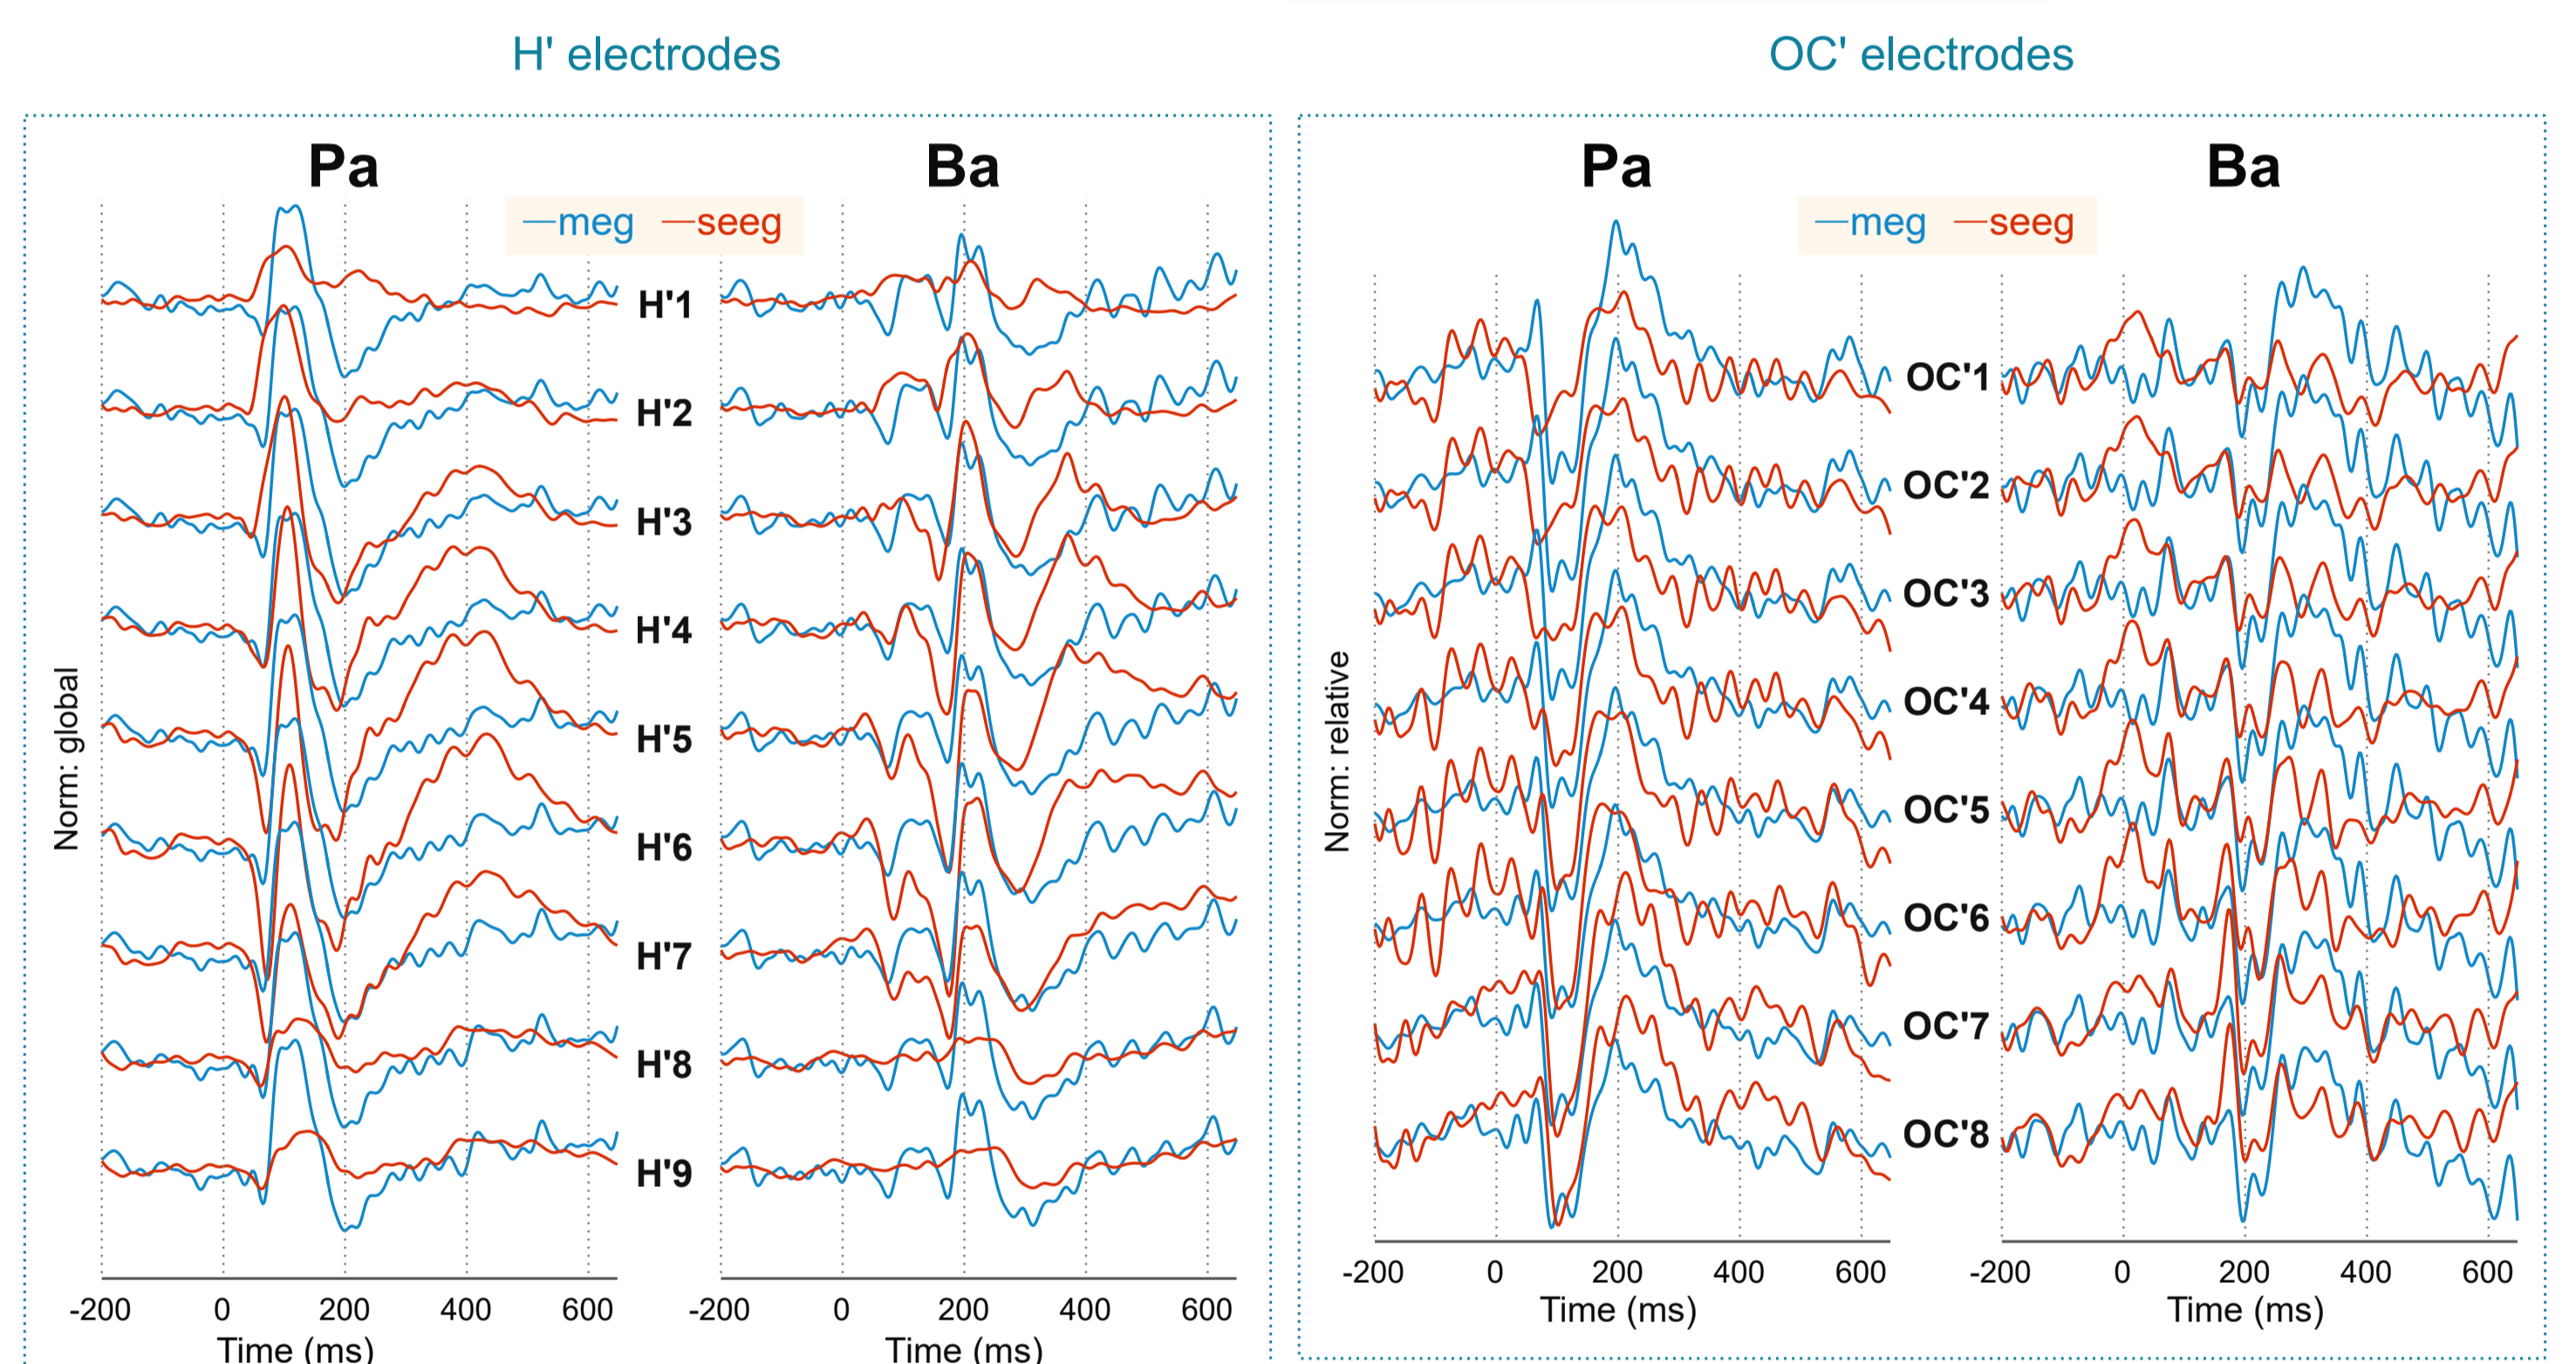 H' electrodes
OC' electrodes
Pa
Ba
meg seeg
Norm: global
H'1
H'2
H'3
H'4
H'5
H'6
H'7
H'8
H'9
-200 0 200 400 600
Time (ms)
-200 0 200 400 600
Time (ms)
Pa
Ba
meg seeg
Norm: relative
OC'1
OC'2
OC'3
OC'4
OC'5
OC'6
OC'7
OC'8
-200 0 200 400 600
Time (ms)
-200 0 200 400 600
Time (ms)